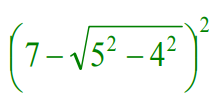 (7 − √(5² − 4²))²